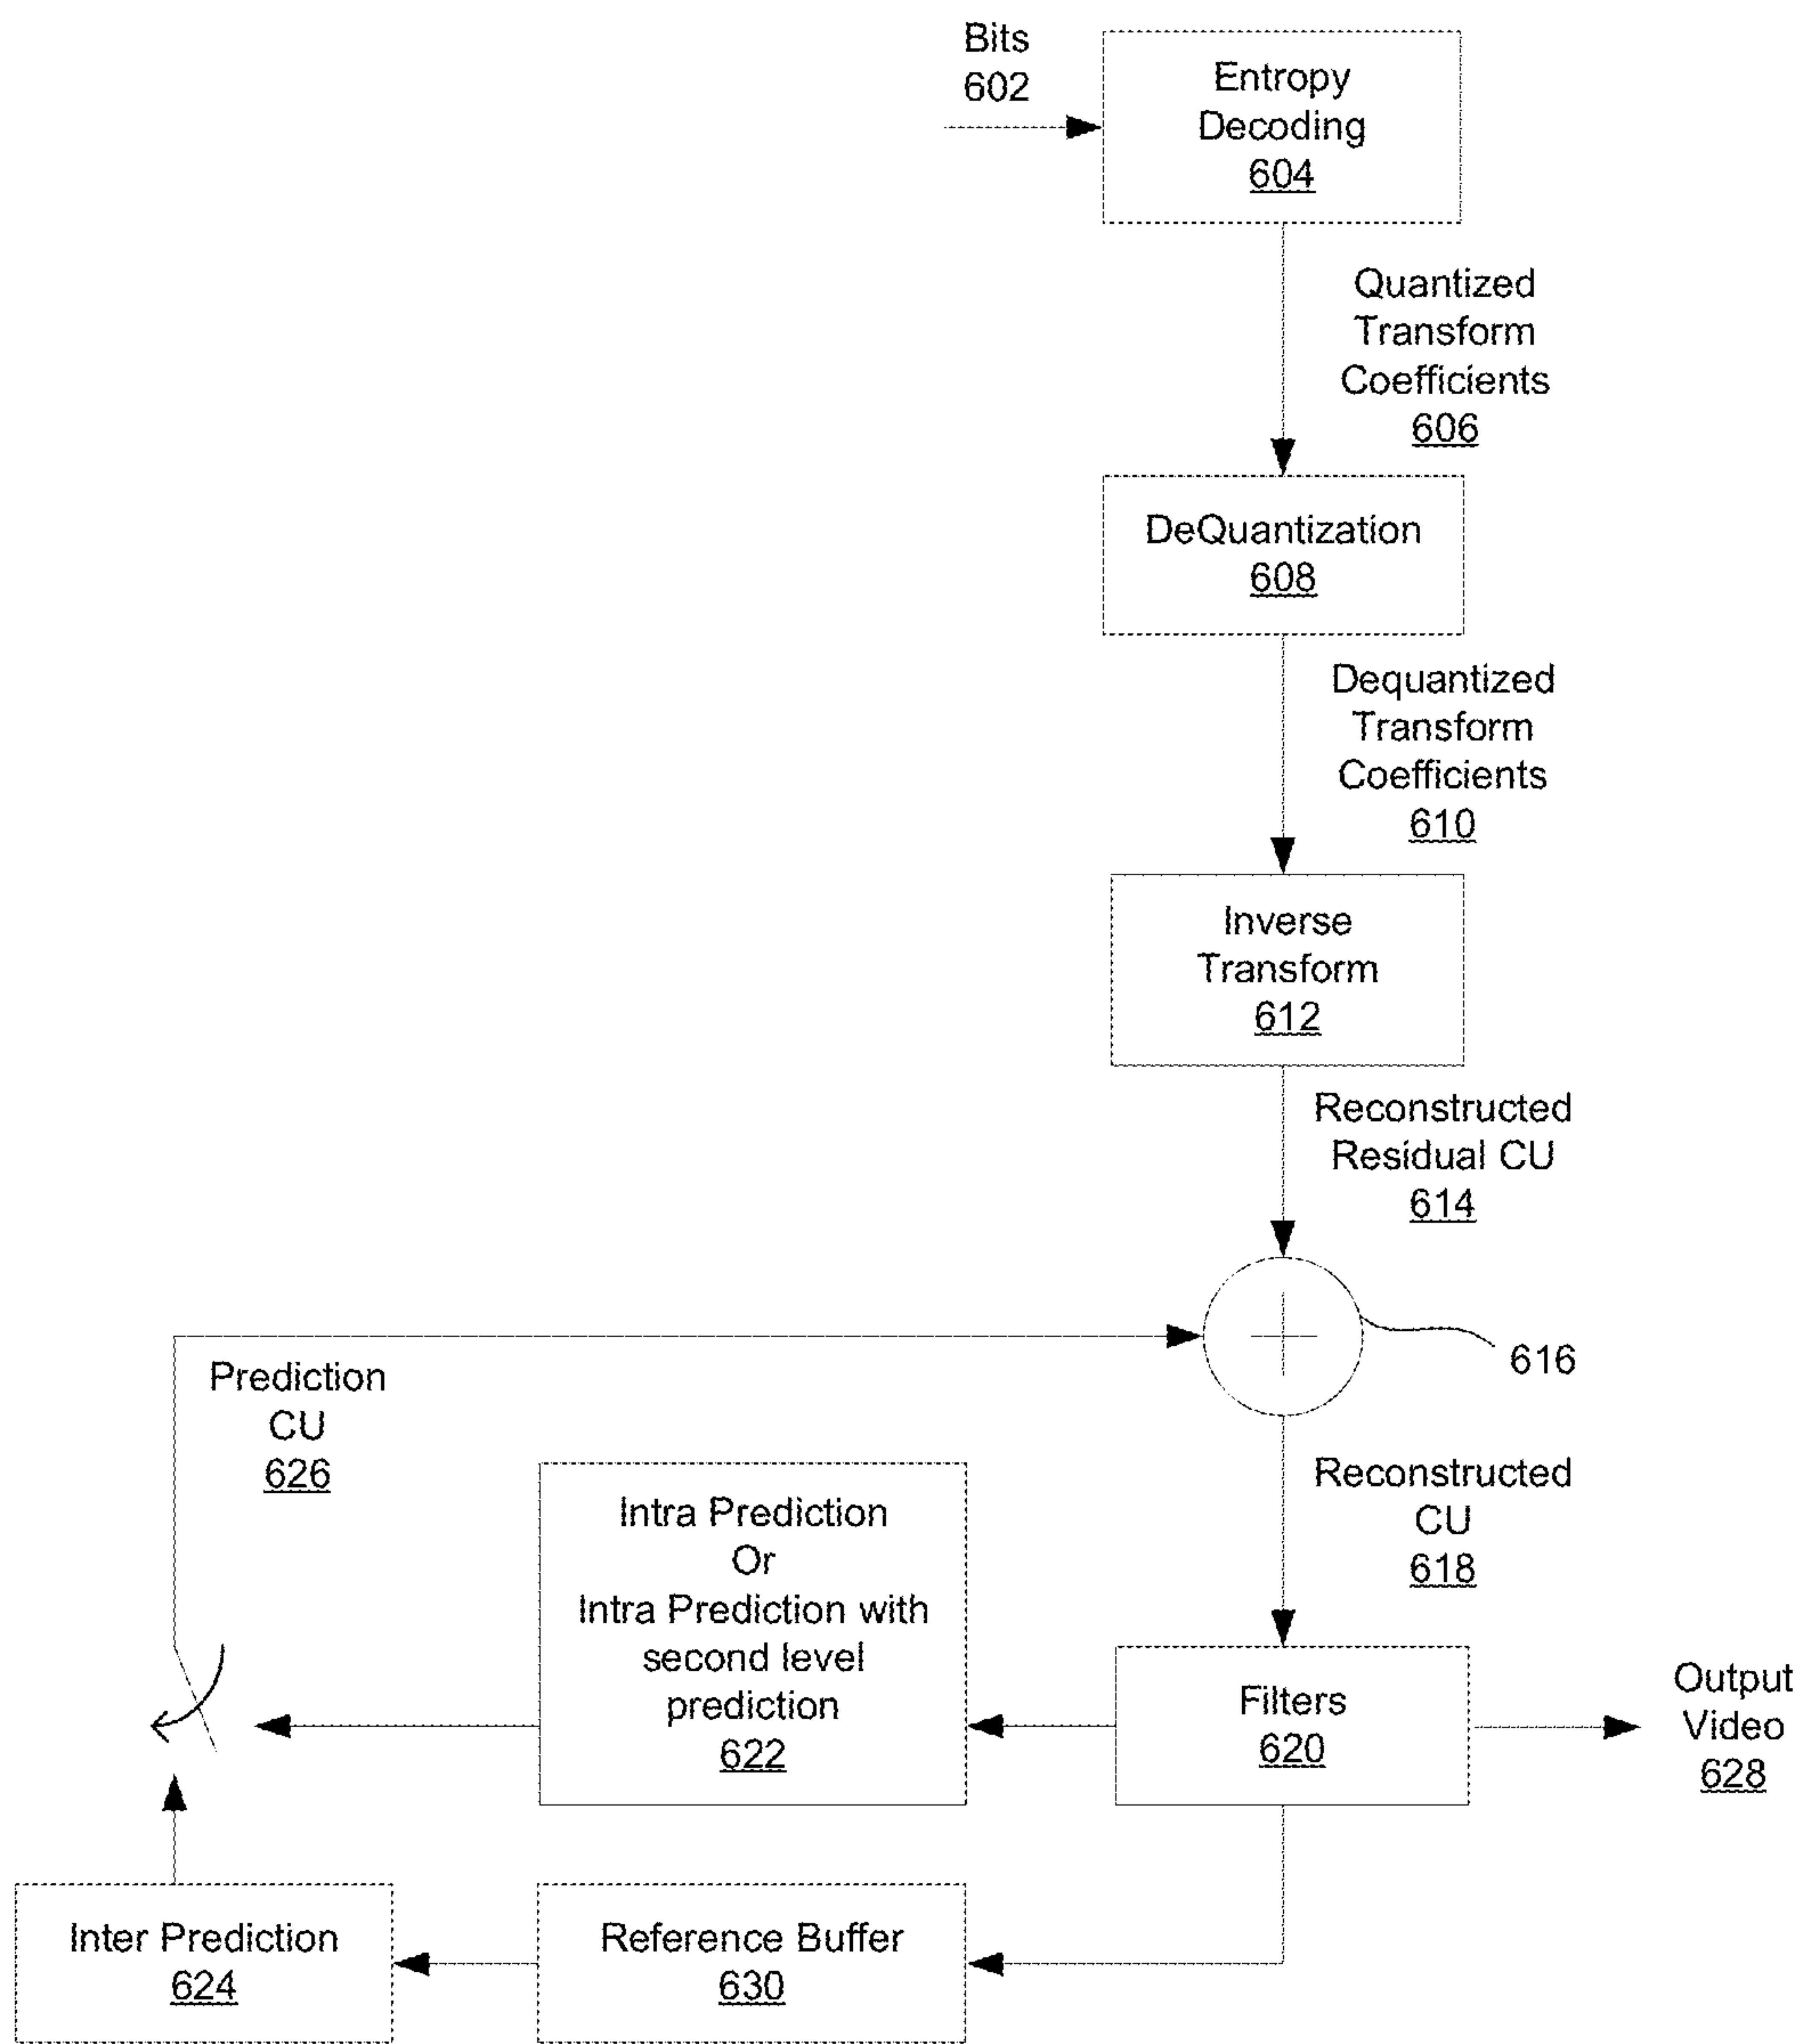 Bits
602
Entropy
Decoding
604
Quantized
Transform
Coefficients
606
DeQuantization
608
Dequantized
Transform
Coefficients
610
Inverse
Transform
612
Reconstructed
Residual CU
614
616
Prediction
CU
626
Reconstructed
CU
618
Intra Prediction
Or
Intra Prediction with
second level
prediction
622
Filters
620
Output
Video
628
Inter Prediction
624
Reference Buffer
630